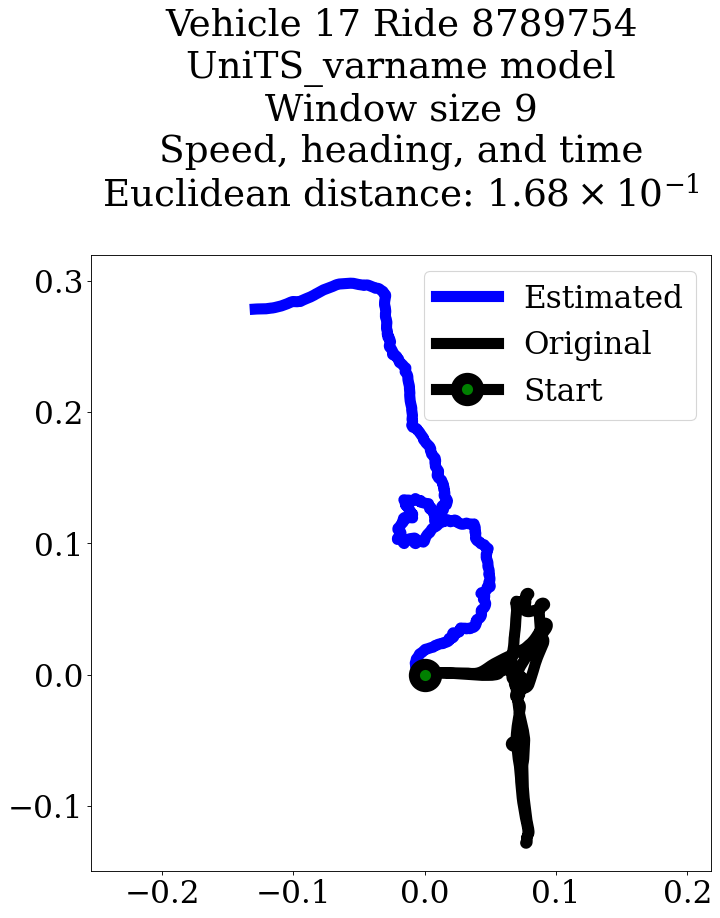 Vehicle 17 Ride 8789754
UniTS_varname model
Window size 9
Speed, heading, and time
Euclidean distance: $1.68 \times 10^{-1}$
0.3
0.2
0.1
0.0
−0.1
Estimated
Original
Start
−0.2
−0.1
0.0
0.1
0.2